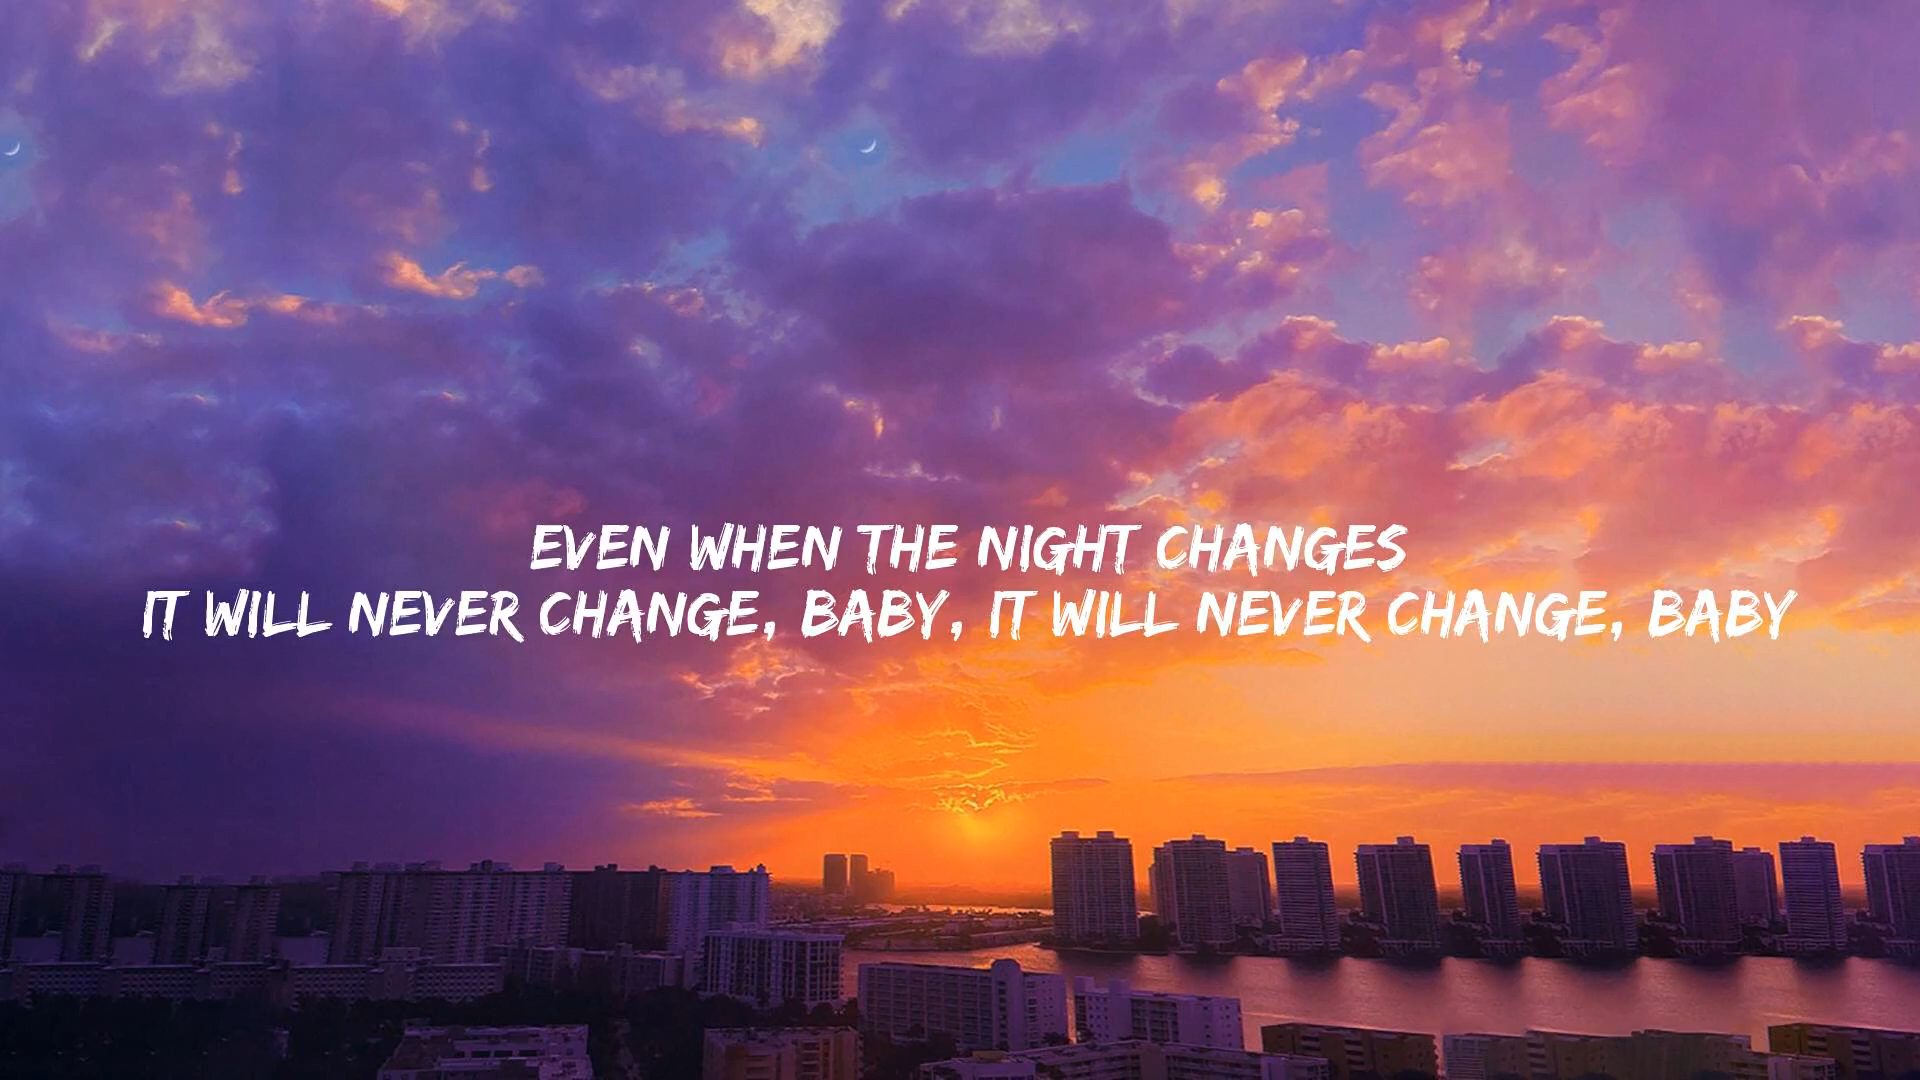 EVEN WHEN THE NIGHT CHANGES
IT WILL NEVER CHANGE, BABY, IT WILL NEVER CHANGE, BABY